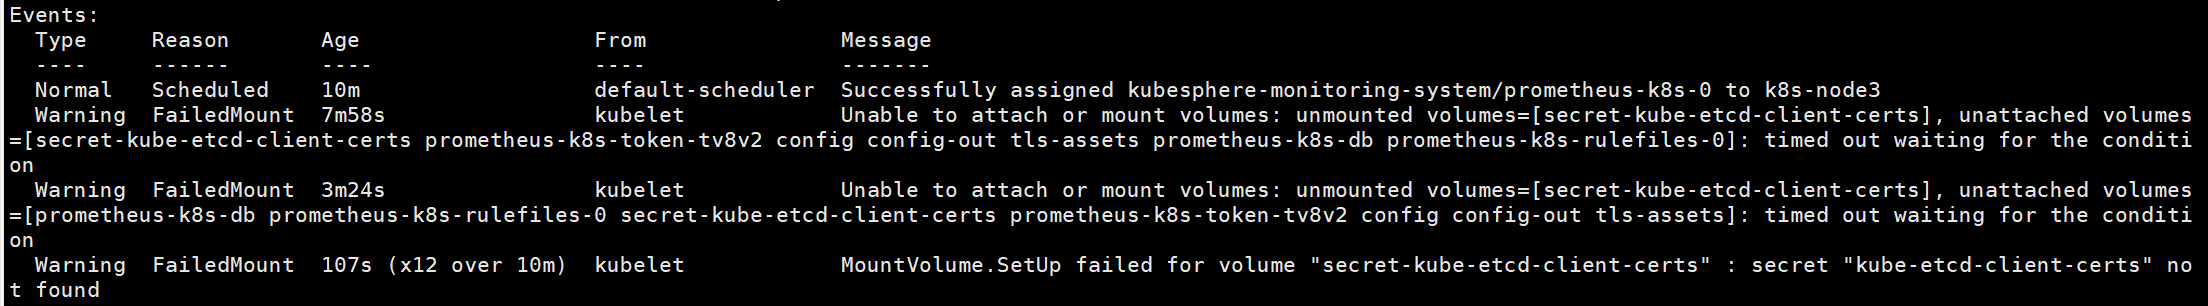 Events:
  Type     Reason       Age                  From               Message
  ----     ------       ----                 ----               -------
  Normal   Scheduled    10m                  default-scheduler  Successfully assigned kubesphere-monitoring-system/prometheus-k8s-0 to k8s-node3
  Warning  FailedMount  7m58s                kubelet            Unable to attach or mount volumes: unmounted volumes=[secret-kube-etcd-client-certs], unattached volumes
=[secret-kube-etcd-client-certs prometheus-k8s-token-tv8v2 config config-out tls-assets prometheus-k8s-db prometheus-k8s-rulefiles-0]: timed out waiting for the conditi
on
  Warning  FailedMount  3m24s                kubelet            Unable to attach or mount volumes: unmounted volumes=[secret-kube-etcd-client-certs], unattached volumes
=[prometheus-k8s-db prometheus-k8s-rulefiles-0 secret-kube-etcd-client-certs prometheus-k8s-token-tv8v2 config config-out tls-assets]: timed out waiting for the conditi
on
  Warning  FailedMount  107s (x12 over 10m)  kubelet            MountVolume.SetUp failed for volume "secret-kube-etcd-client-certs" : secret "kube-etcd-client-certs" no
t found